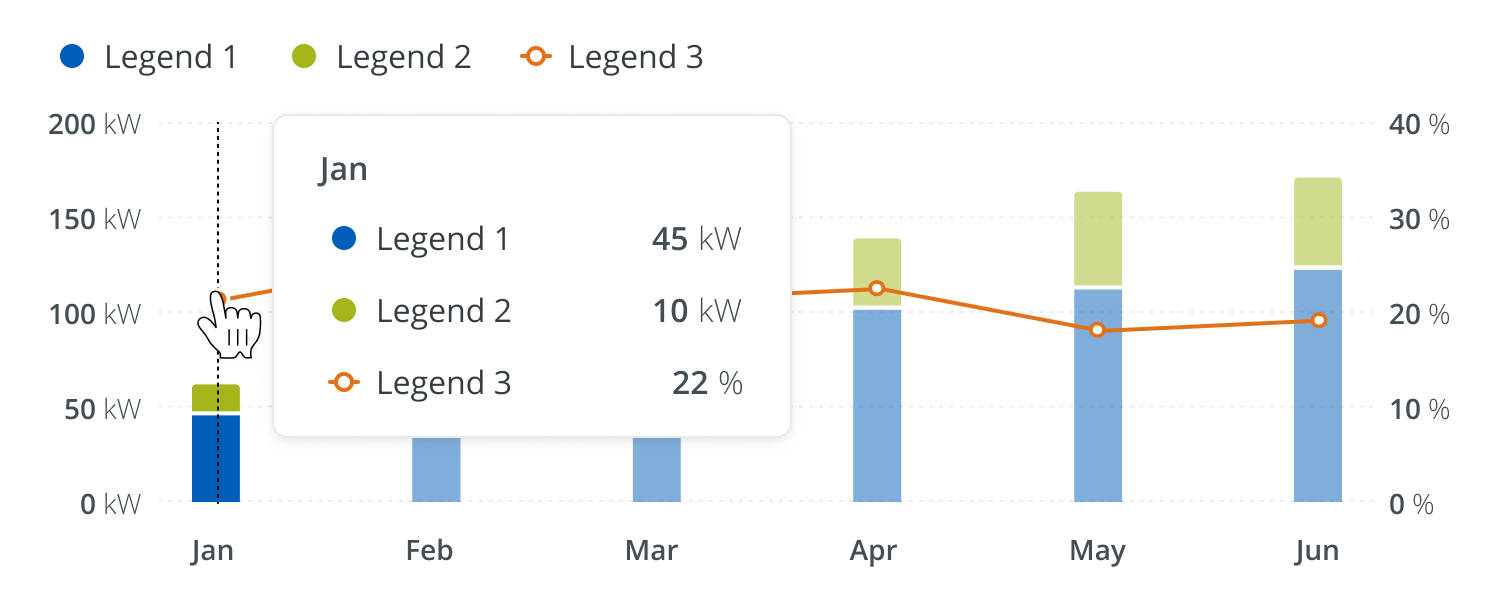 Legend 1 Legend 2 Legend 3
200 kW 40 %
Jan
150 kW 30 %
Legend 1 45 kW
Legend 2 10 kW
100 kW 20 %
Legend 3 22 %
50 kW 10 %
0 kW 0 %
Jan Feb Mar Apr May Jun